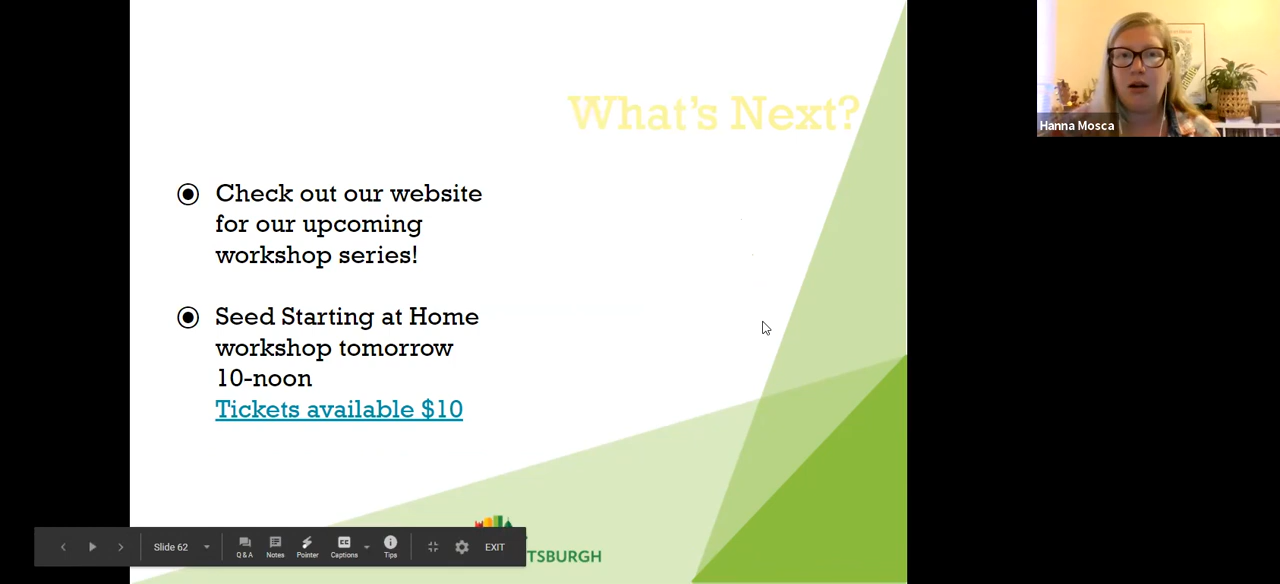 What's Next?
Hanna Mosca
Check out our website
for our upcoming
workshop series!
Seed Starting at Home
workshop tomorrow
10-noon
Tickets available $10
TSBURGH
Slide 62
Q & A
Notes
Pointer
Captions
Tips
EXIT